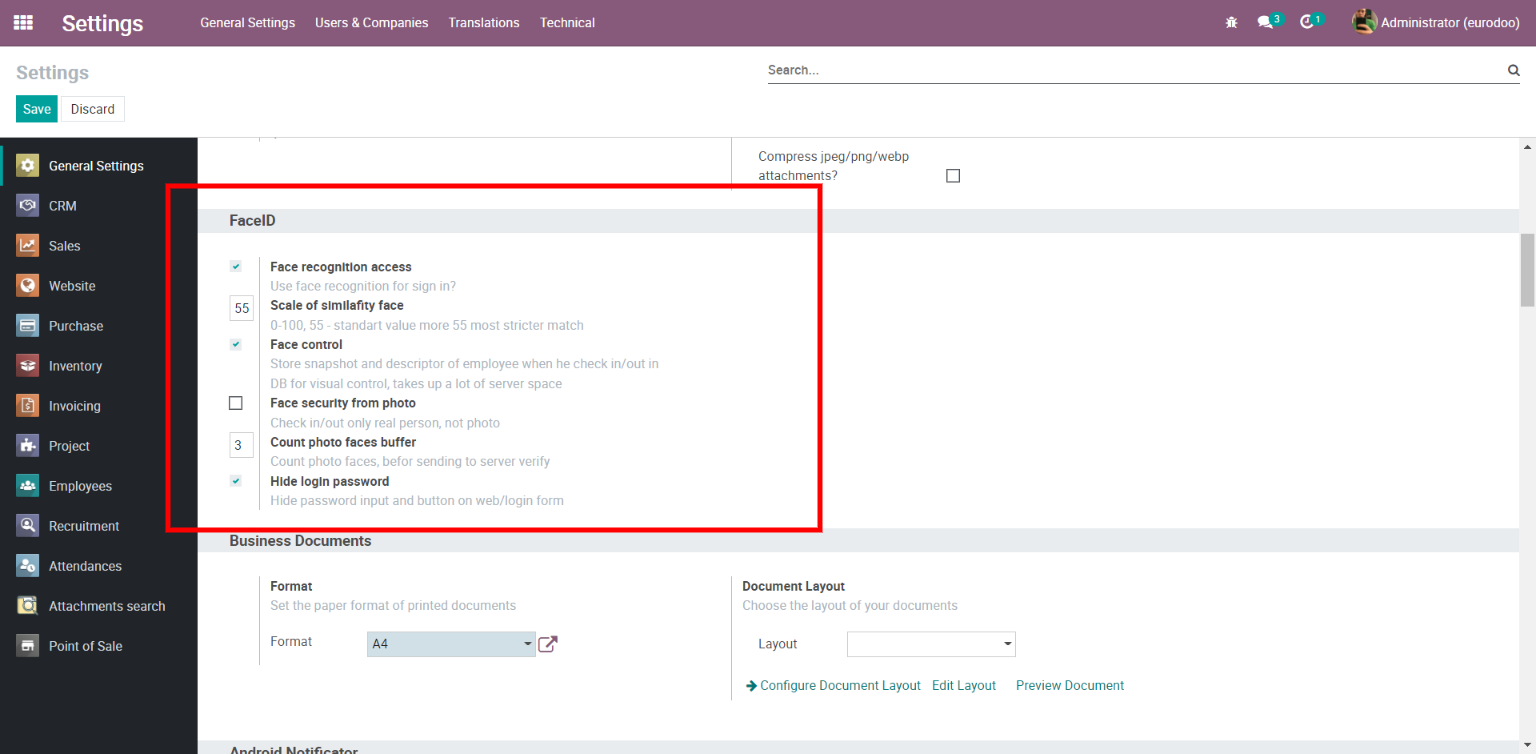 Settings
General Settings
Users & Companies
Translations
Technical
3
1
Administrator (eurodoo)
Settings
Search...
Save
Discard
General Settings
CRM
Sales
Website
Purchase
Inventory
Invoicing
Project
Employees
Recruitment
Attendances
Attachments search
Point of Sale
Compress jpeg/png/webp
attachments?
FaceID
Face recognition access
Use face recognition for sign in?
55
Scale of similafity face
0-100, 55 - standart value more 55 most stricter match
Face control
Store snapshot and descriptor of employee when he check in/out in
DB for visual control, takes up a lot of server space
Face security from photo
Check in/out only real person, not photo
3
Count photo faces buffer
Count photo faces, befor sending to server verify
Hide login password
Hide password input and button on web/login form
Business Documents
Format
Set the paper format of printed documents
Format
A4
Document Layout
Choose the layout of your documents
Layout
Configure Document Layout
Edit Layout
Preview Document
Android Notificator